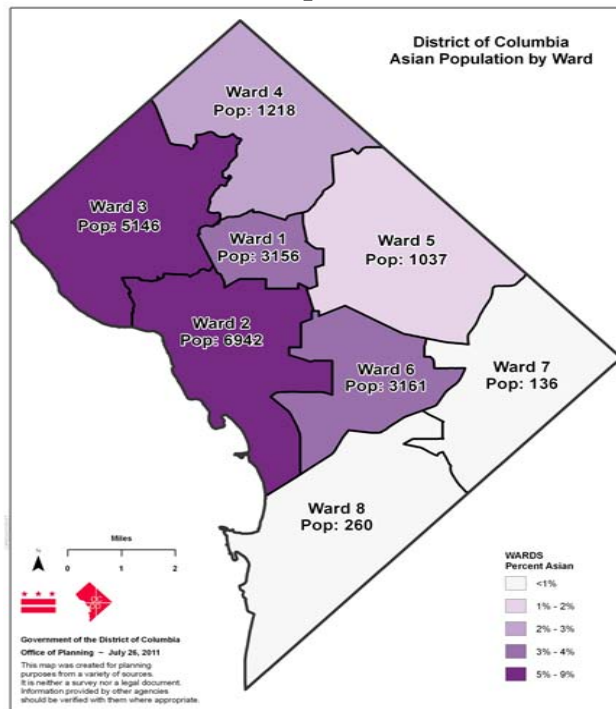 District of Columbia
Asian Population by Ward
Ward 4
Pop: 1218
Ward 3
Pop: 5146
Ward 1
Pop: 3156
Ward 5
Pop: 1037
Ward 2
Pop: 6942
Ward 6
Pop: 3161
Ward 7
Pop: 136
Ward 8
Pop: 260
Miles
0 1 2
WARDS
Percent Asian
<1%
1% - 2%
2% - 3%
3% - 4%
5% - 9%
Government of the District of Columbia
Office of Planning ~ July 26, 2011
This map was created for planning
purposes from a variety of sources.
It is neither a survey nor a legal document.
Information provided by other agencies
should be verified with them where appropriate.